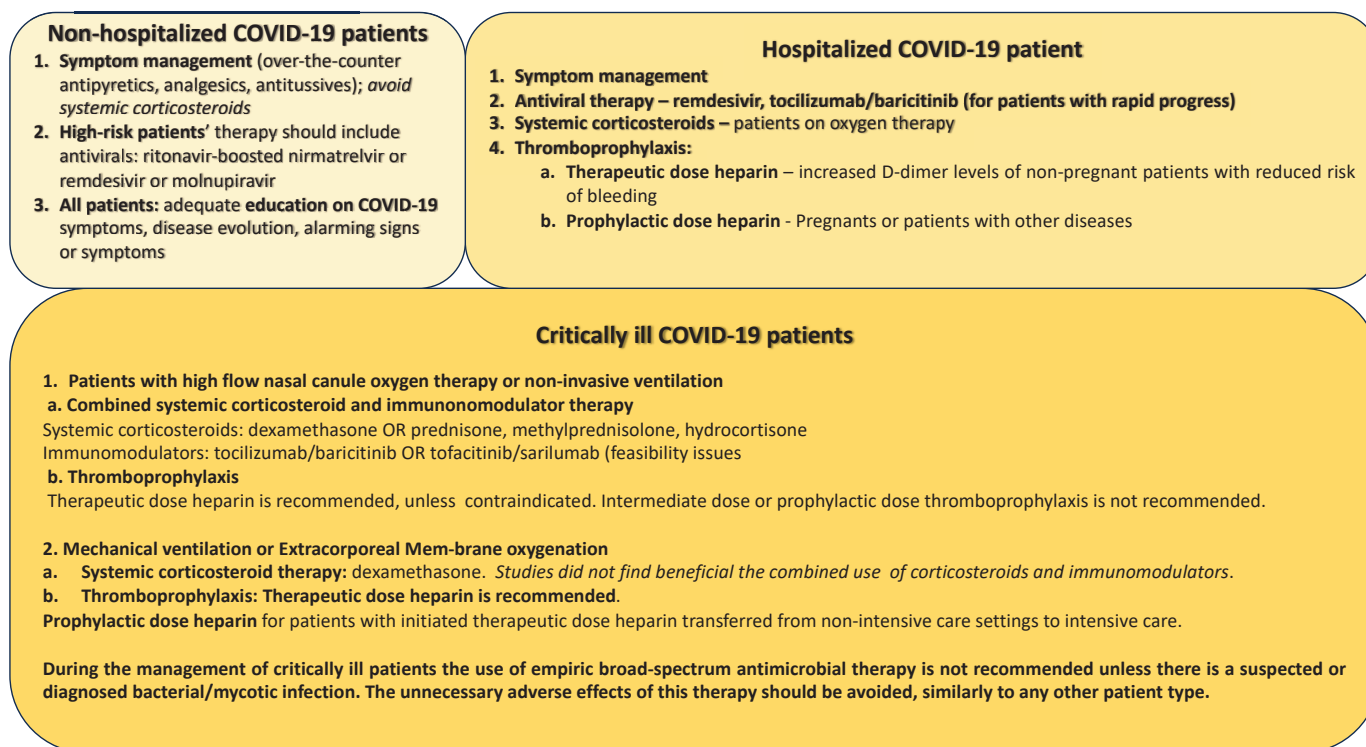 Non-hospitalized COVID-19 patients
1. Symptom management (over-the-counter
antipyretics, analgesics, antitussives); avoid
systemic corticosteroids
2. High-risk patients’ therapy should include
antivirals: ritonavir-boosted nirmatrelvir or
remdesivir or molnupiravir
3. All patients: adequate education on COVID-19
symptoms, disease evolution, alarming signs
or symptoms
Hospitalized COVID-19 patient
1. Symptom management
2. Antiviral therapy – remdesivir, tocilizumab/baricitinib (for patients with rapid progress)
3. Systemic corticosteroids – patients on oxygen therapy
4. Thromboprophylaxis:
a. Therapeutic dose heparin – increased D-dimer levels of non-pregnant patients with reduced risk
of bleeding
b. Prophylactic dose heparin - Pregnants or patients with other diseases
Critically ill COVID-19 patients
1. Patients with high flow nasal canule oxygen therapy or non-invasive ventilation
a. Combined systemic corticosteroid and immunonomodulator therapy
Systemic corticosteroids: dexamethasone OR prednisone, methylprednisolone, hydrocortisone
Immunomodulators: tocilizumab/baricitinib OR tofacitinib/sarilumab (feasibility issues
b. Thromboprophylaxis
Therapeutic dose heparin is recommended, unless contraindicated. Intermediate dose or prophylactic dose thromboprophylaxis is not recommended.
2. Mechanical ventilation or Extracorporeal Mem-brane oxygenation
a. Systemic corticosteroid therapy: dexamethasone. Studies did not find beneficial the combined use of corticosteroids and immunomodulators.
b. Thromboprophylaxis: Therapeutic dose heparin is recommended.
Prophylactic dose heparin for patients with initiated therapeutic dose heparin transferred from non-intensive care settings to intensive care.
During the management of critically ill patients the use of empiric broad-spectrum antimicrobial therapy is not recommended unless there is a suspected or
diagnosed bacterial/mycotic infection. The unnecessary adverse effects of this therapy should be avoided, similarly to any other patient type.